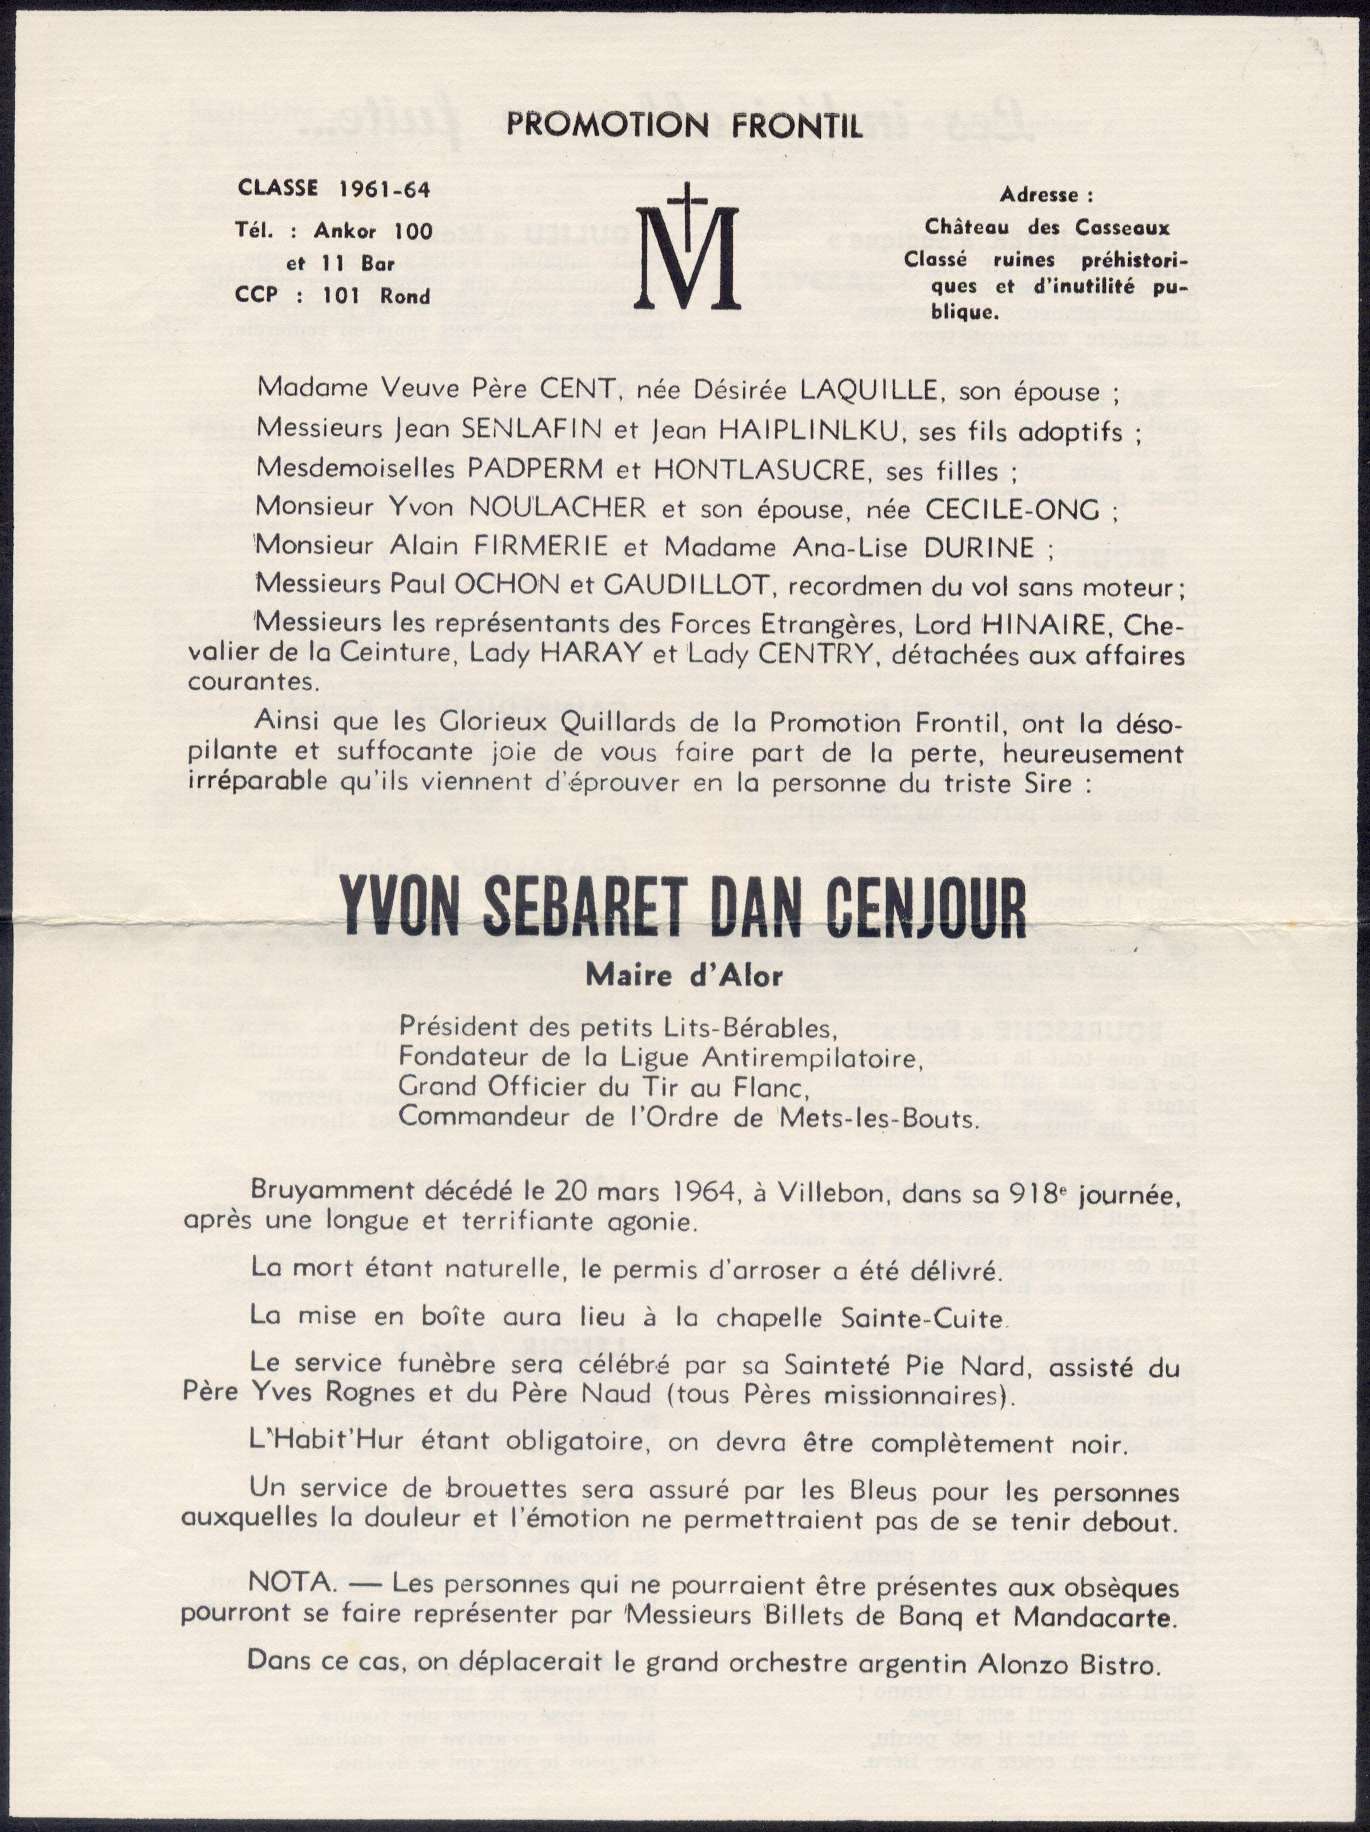 PROMOTION FRONTIL
CLASSE 1961-64
Tél. : Ankor 100
et 11 Bar
CCP : 101 Rond
M
Adresse :
Château des Casseaux
Classé ruines préhistori-
ques et d'inutilité pu-
blique.
Madame Veuve Père CENT, née Désirée LAQUILLE, son épouse ;
Messieurs Jean SENLAFIN et Jean HAIPLINLKU, ses fils adoptifs ;
Mesdemoiselles PADPERM et HONTLASUCRE, ses filles ;
Monsieur Yvon NOULACHER et son épouse, née CECILE-ONG ;
Monsieur Alain FIRMERIE et Madame Ana-Lise DURINE ;
Messieurs Paul OCHON et GAUDILLOT, recordmen du vol sans moteur ;
Messieurs les représentants des Forces Etrangères, Lord HINAIRE, Che-
valier de la Ceinture, Lady HARAY et Lady CENTRY, détachées aux affaires
courantes.
Ainsi que les Glorieux Quillards de la Promotion Frontil, ont la déso-
pilante et suffocante joie de vous faire part de la perte, heureusement
irréparable qu'ils viennent d'éprouver en la personne du triste Sire :
YVON SEBARET DAN CENJOUR
Maire d'Alor
Président des petits Lits-Bérables,
Fondateur de la Ligue Antirempilatoire,
Grand Officier du Tir au Flanc,
Commandeur de l'Ordre de Mets-les-Bouts.
Bruyamment décédé le 20 mars 1964, à Villebon, dans sa 918e journée,
après une longue et terrifiante agonie.
La mort étant naturelle, le permis d'arroser a été délivré.
La mise en boîte aura lieu à la chapelle Sainte-Cuite.
Le service funèbre sera célébré par sa Sainteté Pie Nard, assisté du
Père Yves Rognes et du Père Naud (tous Pères missionnaires).
L'Habit'Hur étant obligatoire, on devra être complètement noir.
Un service de brouettes sera assuré par les Bleus pour les personnes
auxquelles la douleur et l'émotion ne permettraient pas de se tenir debout.
NOTA. — Les personnes qui ne pourraient être présentes aux obsèques
pourront se faire représenter par Messieurs Billets de Banq et Mandacarte.
Dans ce cas, on déplacerait le grand orchestre argentin Alonzo Bistro.